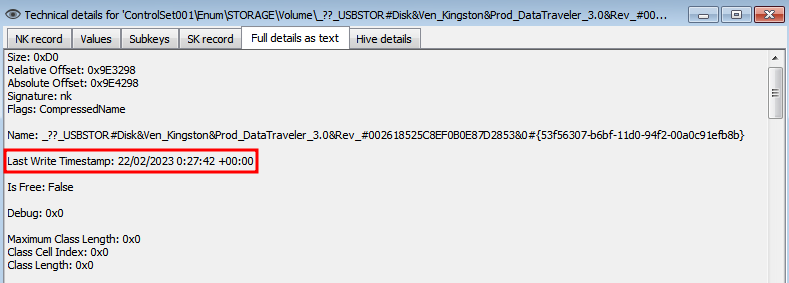 Technical details for 'ControlSet001\Enum\STORAGE\Volume\_??_USBSTOR#Disk&Ven_Kingston&Prod_DataTraveler_3.0&Rev_#00...
NK record Values Subkeys SK record Full details as text Hive details
Size: 0xD0
Relative Offset: 0x9E3298
Absolute Offset: 0x9E4298
Signature: nk
Flags: CompressedName
Name: _??_USBSTOR#Disk&Ven_Kingston&Prod_DataTraveler_3.0&Rev_#002618525C8EF0B0E87D2853&0#{53f56307-b6bf-11d0-94f2-00a0c91efb8b}
Last Write Timestamp: 22/02/2023 0:27:42 +00:00
Is Free: False
Debug: 0x0
Maximum Class Length: 0x0
Class Cell Index: 0x0
Class Length: 0x0